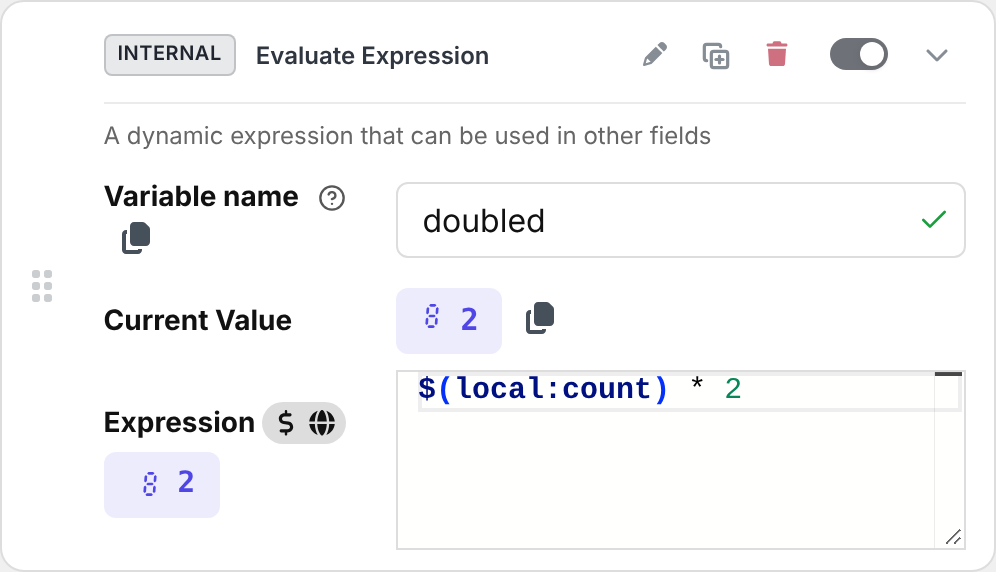 INTERNAL Evaluate Expression
A dynamic expression that can be used in other fields
Variable name
doubled
Current Value 2
$(local:count) * 2
Expression $
2